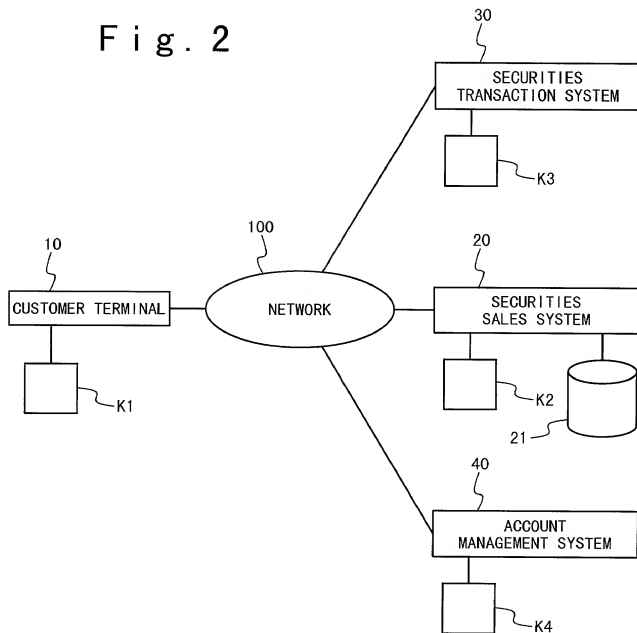 Fig. 2
30
SECURITIES
TRANSACTION SYSTEM
K3
10
100
20
CUSTOMER TERMINAL
NETWORK
SECURITIES
SALES SYSTEM
K1
K2
21
40
ACCOUNT
MANAGEMENT SYSTEM
K4